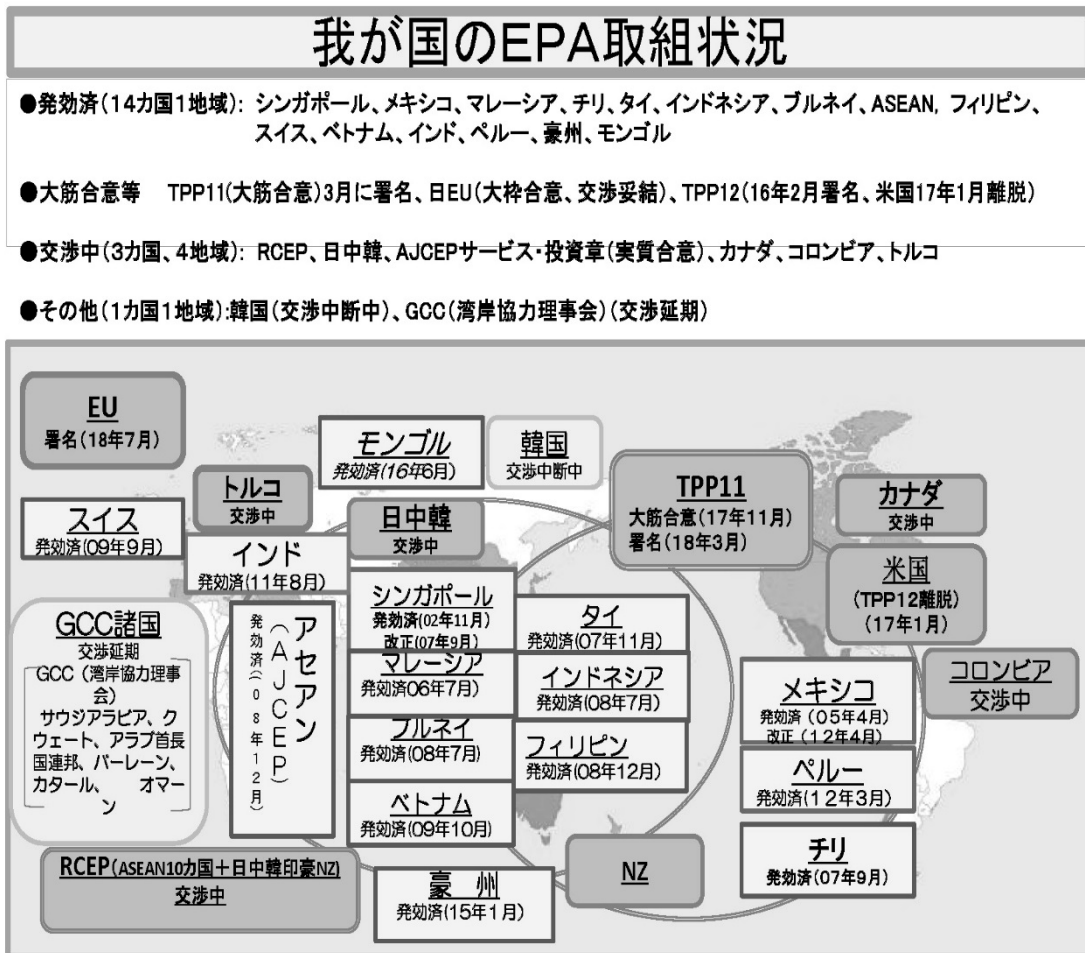 我が国のEPA取組状況
●発効済(14カ国1地域): シンガポール、メキシコ、マレーシア、チリ、タイ、インドネシア、ブルネイ、ASEAN, フィリピン、
スイス、ベトナム、インド、ペルー、豪州、モンゴル
●大筋合意等 TPP11(大筋合意)3月に署名、日EU(大枠合意、交渉妥結)、TPP12(16年2月署名、米国17年1月離脱)
●交渉中(3カ国、4地域): RCEP、日中韓、AJCEPサービス・投資章(実質合意)、カナダ、コロンビア、トルコ
●その他(1カ国1地域):韓国(交渉中断中)、GCC(湾岸協力理事会)(交渉延期)
EU
署名(18年7月)
モンゴル
発効済(16年6月)
韓国
交渉中断中
トルコ
交渉中
日中韓
交渉中
TPP11
大筋合意(17年11月)
署名(18年3月)
カナダ
交渉中
スイス
発効済(09年9月)
インド
発効済(11年8月)
米国
(TPP12離脱)
(17年1月)
GCC諸国
交渉延期
GCC(湾岸協力理事
会)
サウジアラビア、ク
ウェート、アラブ首長
国連邦、バーレーン、
カタール、 オマー
ン
アセアン
(AJCEP)
発効済(08年12月)
シンガポール
発効済(02年11月)
改正(07年9月)
タイ
発効済(07年11月)
マレーシア
発効済06年7月)
インドネシア
発効済(08年7月)
ブルネイ
発効済(08年7月)
フィリピン
発効済(08年12月)
ベトナム
発効済(09年10月)
コロンビア
交渉中
メキシコ
発効済(05年4月)
改正(12年4月)
ペルー
発効済(12年3月)
チリ
発効済(07年9月)
RCEP(ASEAN10カ国+日中韓印豪NZ)
交渉中
豪 州
発効済(15年1月)
NZ